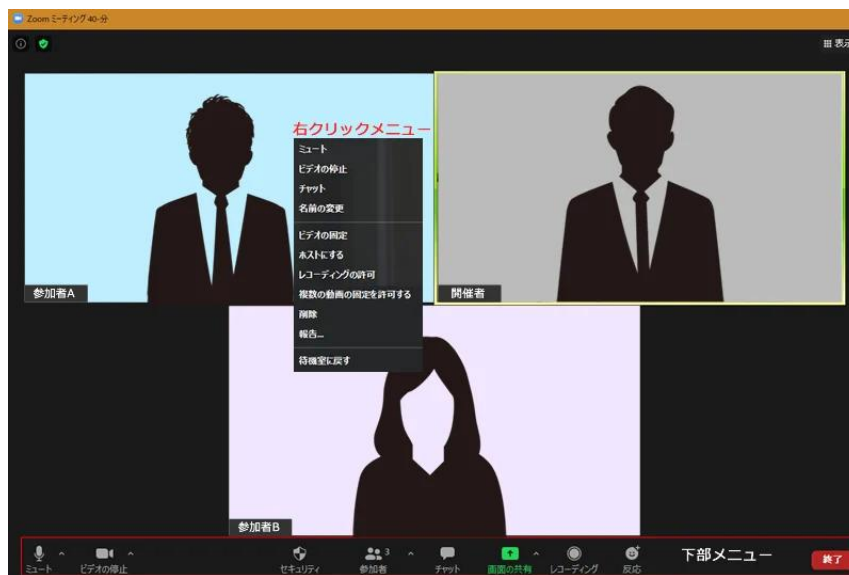 Zoom ミーティング 40-分
表示
右クリックメニュー
ミュート
ビデオの停止
チャット
名前の変更
ビデオの固定
ホストにする
レコーディングの許可
複数の動画の固定を許可する
削除
報告...
待機室に戻す
参加者A
開催者
参加者B
ミュート
ビデオの停止
セキュリティ
3
参加者
チャット
画面の共有
レコーディング
反応
下部メニュー
終了